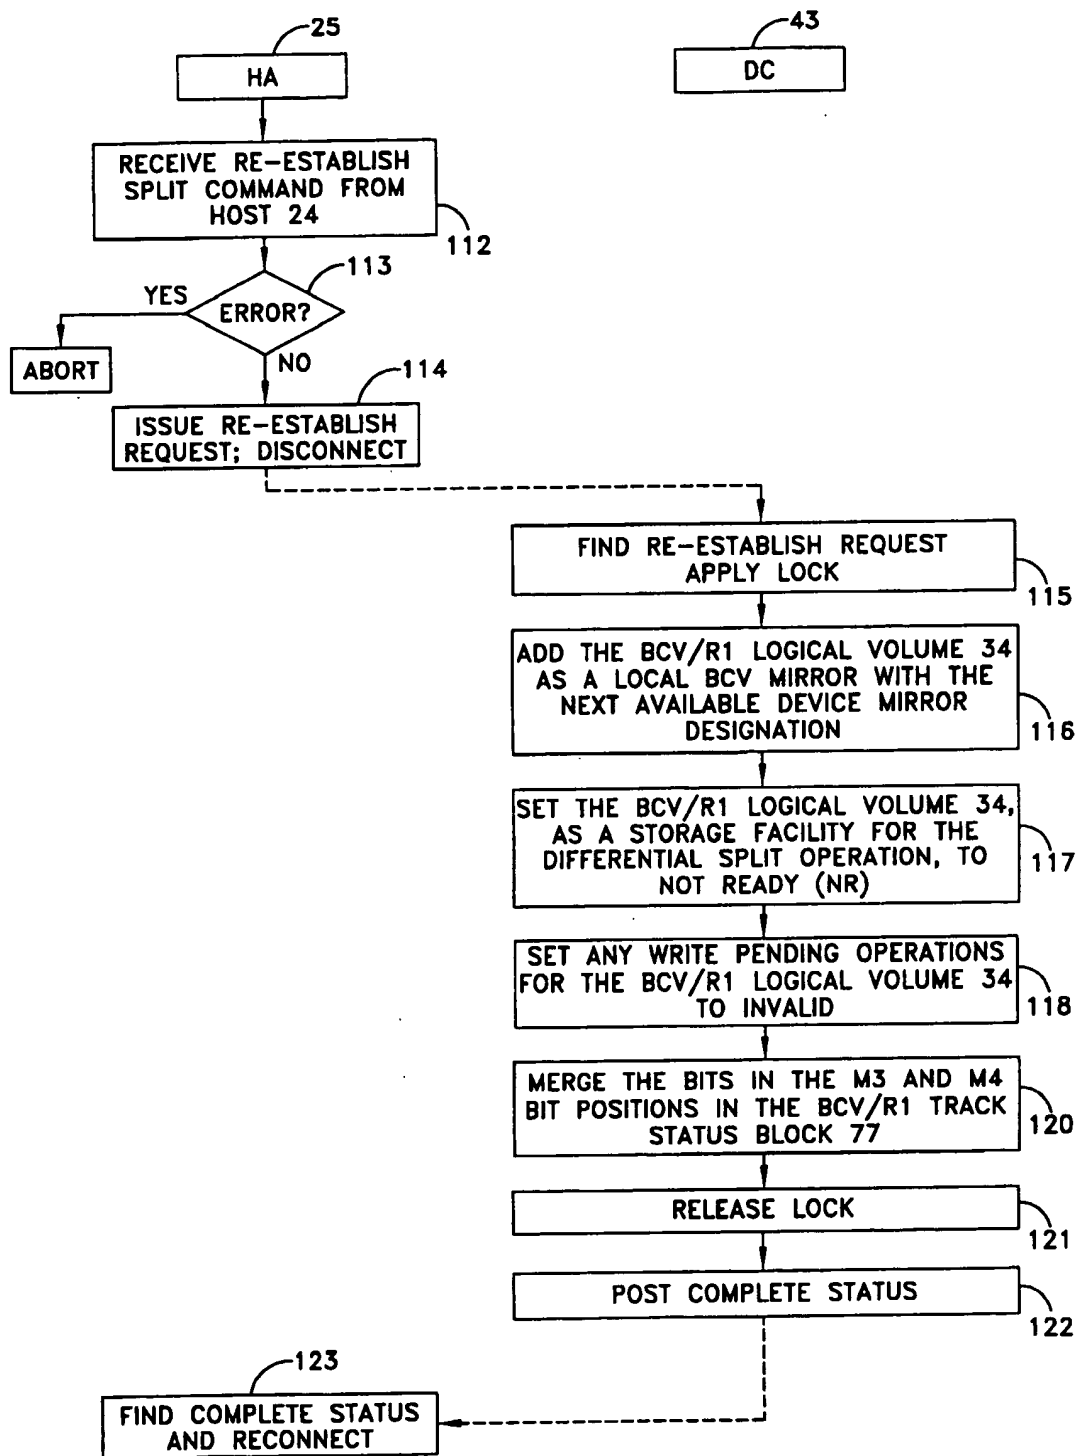 25
HA
43
DC
RECEIVE RE-ESTABLISH
SPLIT COMMAND FROM
HOST 24
112
113
YES
ERROR?
ABORT
NO
114
ISSUE RE-ESTABLISH
REQUEST; DISCONNECT
FIND RE-ESTABLISH REQUEST
APPLY LOCK
115
ADD THE BCV/R1 LOGICAL VOLUME 34
AS A LOCAL BCV MIRROR WITH THE
NEXT AVAILABLE DEVICE MIRROR
DESIGNATION
116
SET THE BCV/R1 LOGICAL VOLUME 34,
AS A STORAGE FACILITY FOR THE
DIFFERENTIAL SPLIT OPERATION, TO
NOT READY (NR)
117
SET ANY WRITE PENDING OPERATIONS
FOR THE BCV/R1 LOGICAL VOLUME 34
TO INVALID
118
MERGE THE BITS IN THE M3 AND M4
BIT POSITIONS IN THE BCV/R1 TRACK
STATUS BLOCK 77
120
RELEASE LOCK
121
POST COMPLETE STATUS
122
123
FIND COMPLETE STATUS
AND RECONNECT